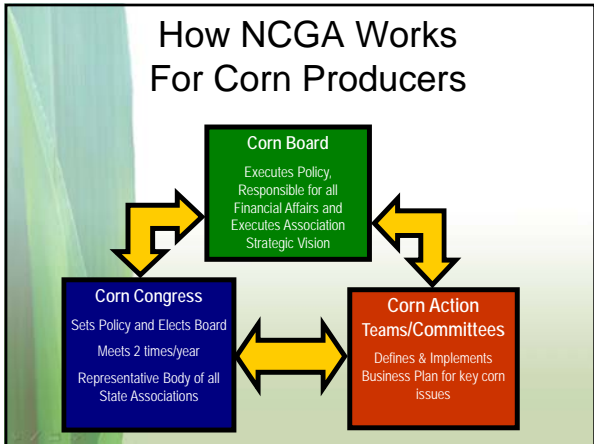 How NCGA Works
For Corn Producers
Corn Board
Executes Policy,
Responsible for all
Financial Affairs and
Executes Association
Strategic Vision
Corn Congress
Sets Policy and Elects Board
Meets 2 times/year
Representative Body of all
State Associations
Corn Action
Teams/Committees
Defines & Implements
Business Plan for key corn
issues